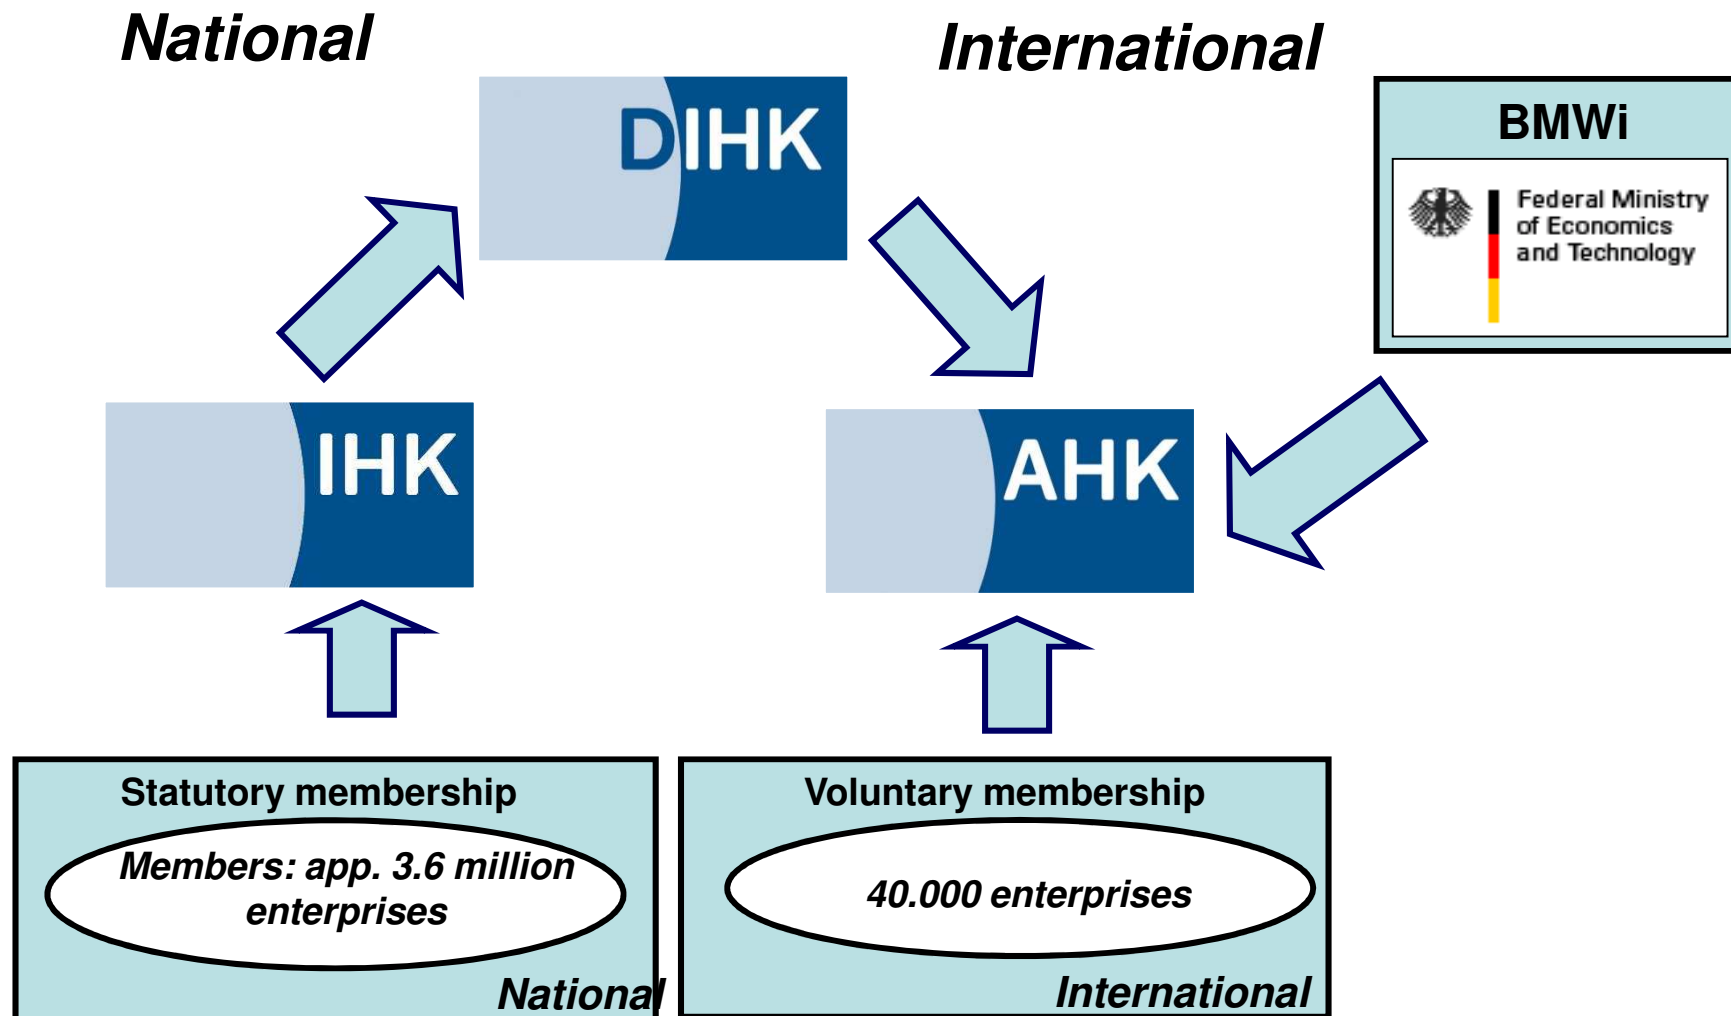 National
International
DIHK
BMWi
Federal Ministry
of Economics
and Technology
IHK
AHK
Statutory membership
Members: app. 3.6 million
enterprises
National
Voluntary membership
40.000 enterprises
International